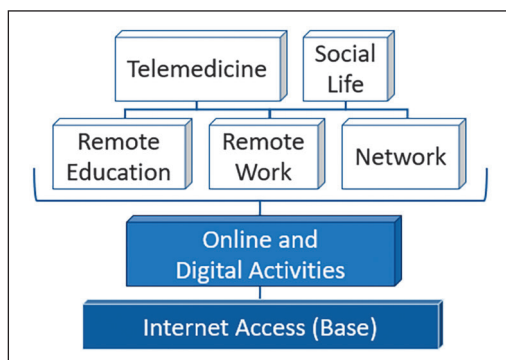 Telemedicine
Social
Life
Remote
Education
Remote
Work
Network
Online and
Digital Activities
Internet Access (Base)